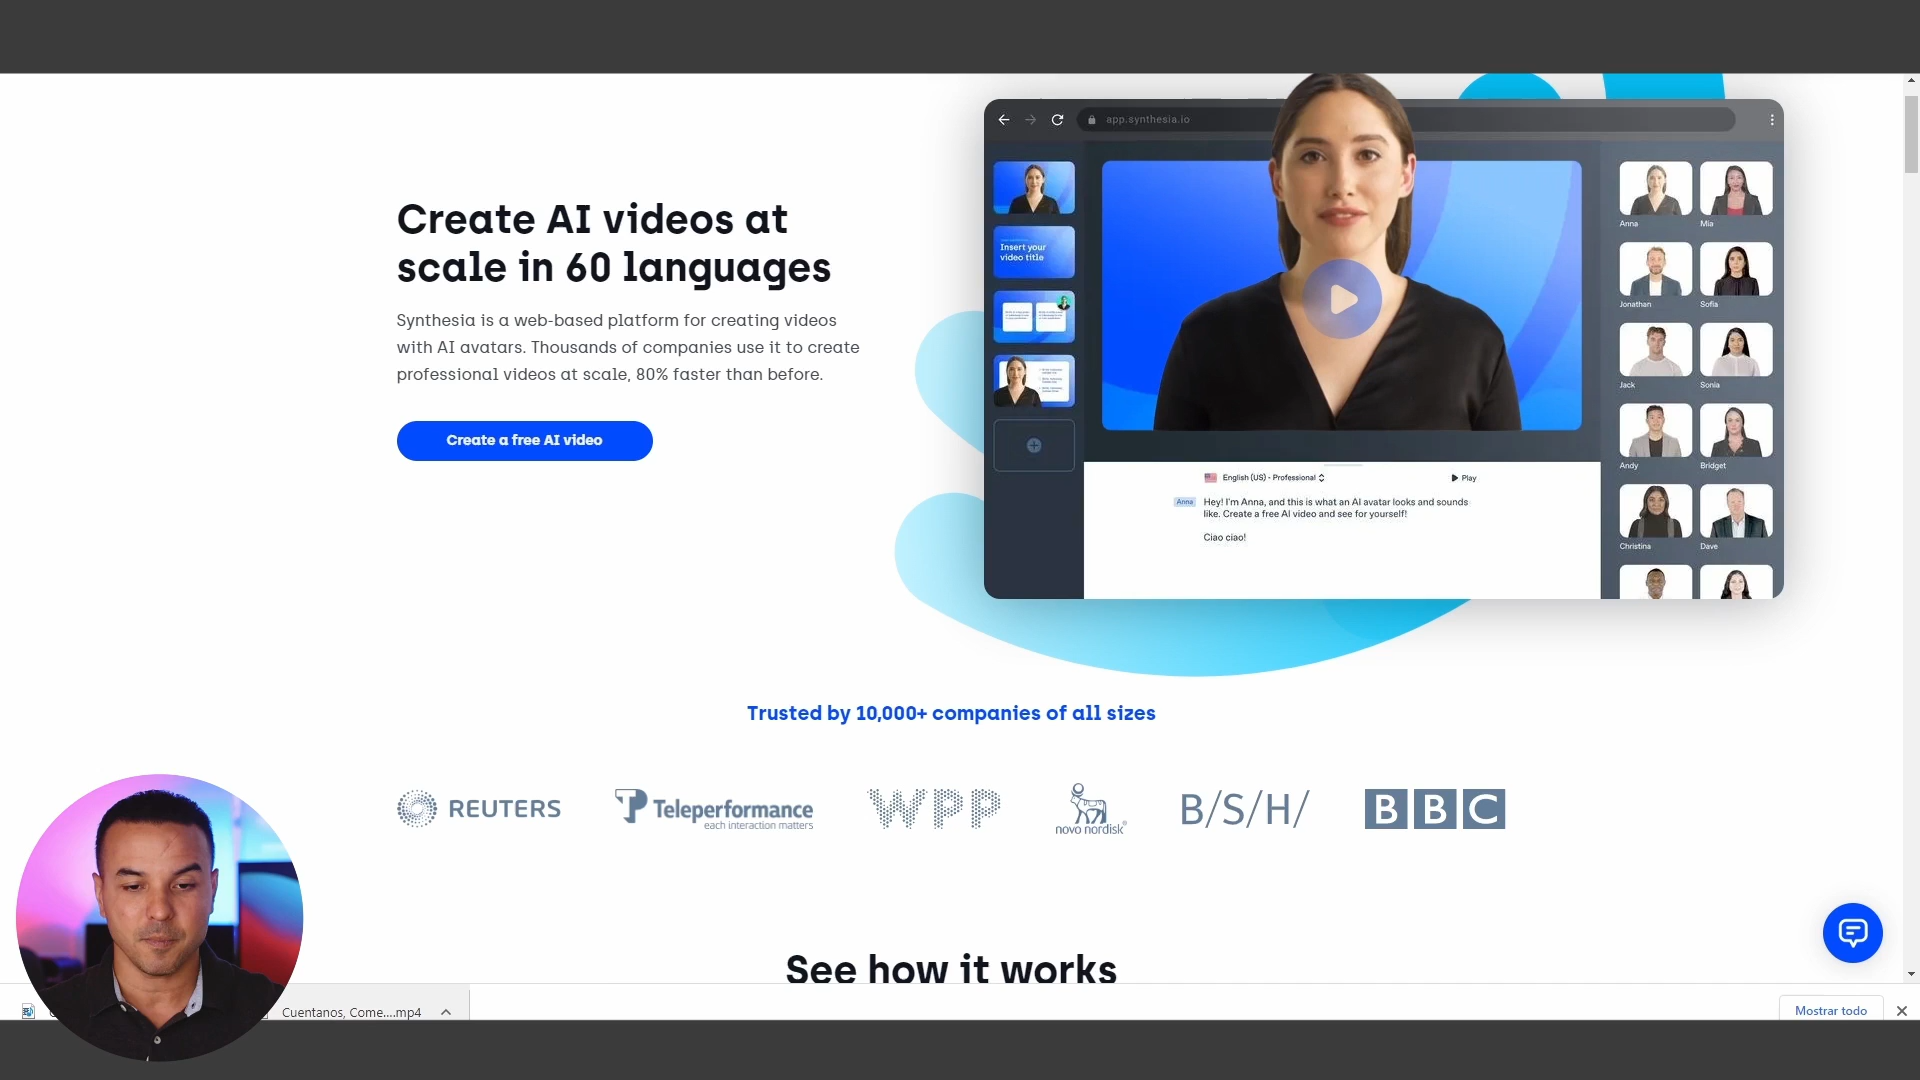 app.synthesia.io
Create AI videos at
scale in 60 languages
Synthesia is a web-based platform for creating videos
with AI avatars. Thousands of companies use it to create
professional videos at scale, 80% faster than before.
Create a free AI video
Insert your
video title
Anna
Mia
Jonathan
Sofia
Jack
Sonia
Andy
Bridget
Christina
Dave
English (US) - Professional
Play
Anna
Hey! I'm Anna, and this is what an AI avatar looks and sounds
like. Create a free AI video and see for yourself!
Ciao ciao!
Trusted by 10,000+ companies of all sizes
REUTERS
Teleperformance
each interaction matters
WPP
novo nordisk®
B/S/H/
BBC
See how it works
Cuentanos, Come....mp4
Mostrar todo